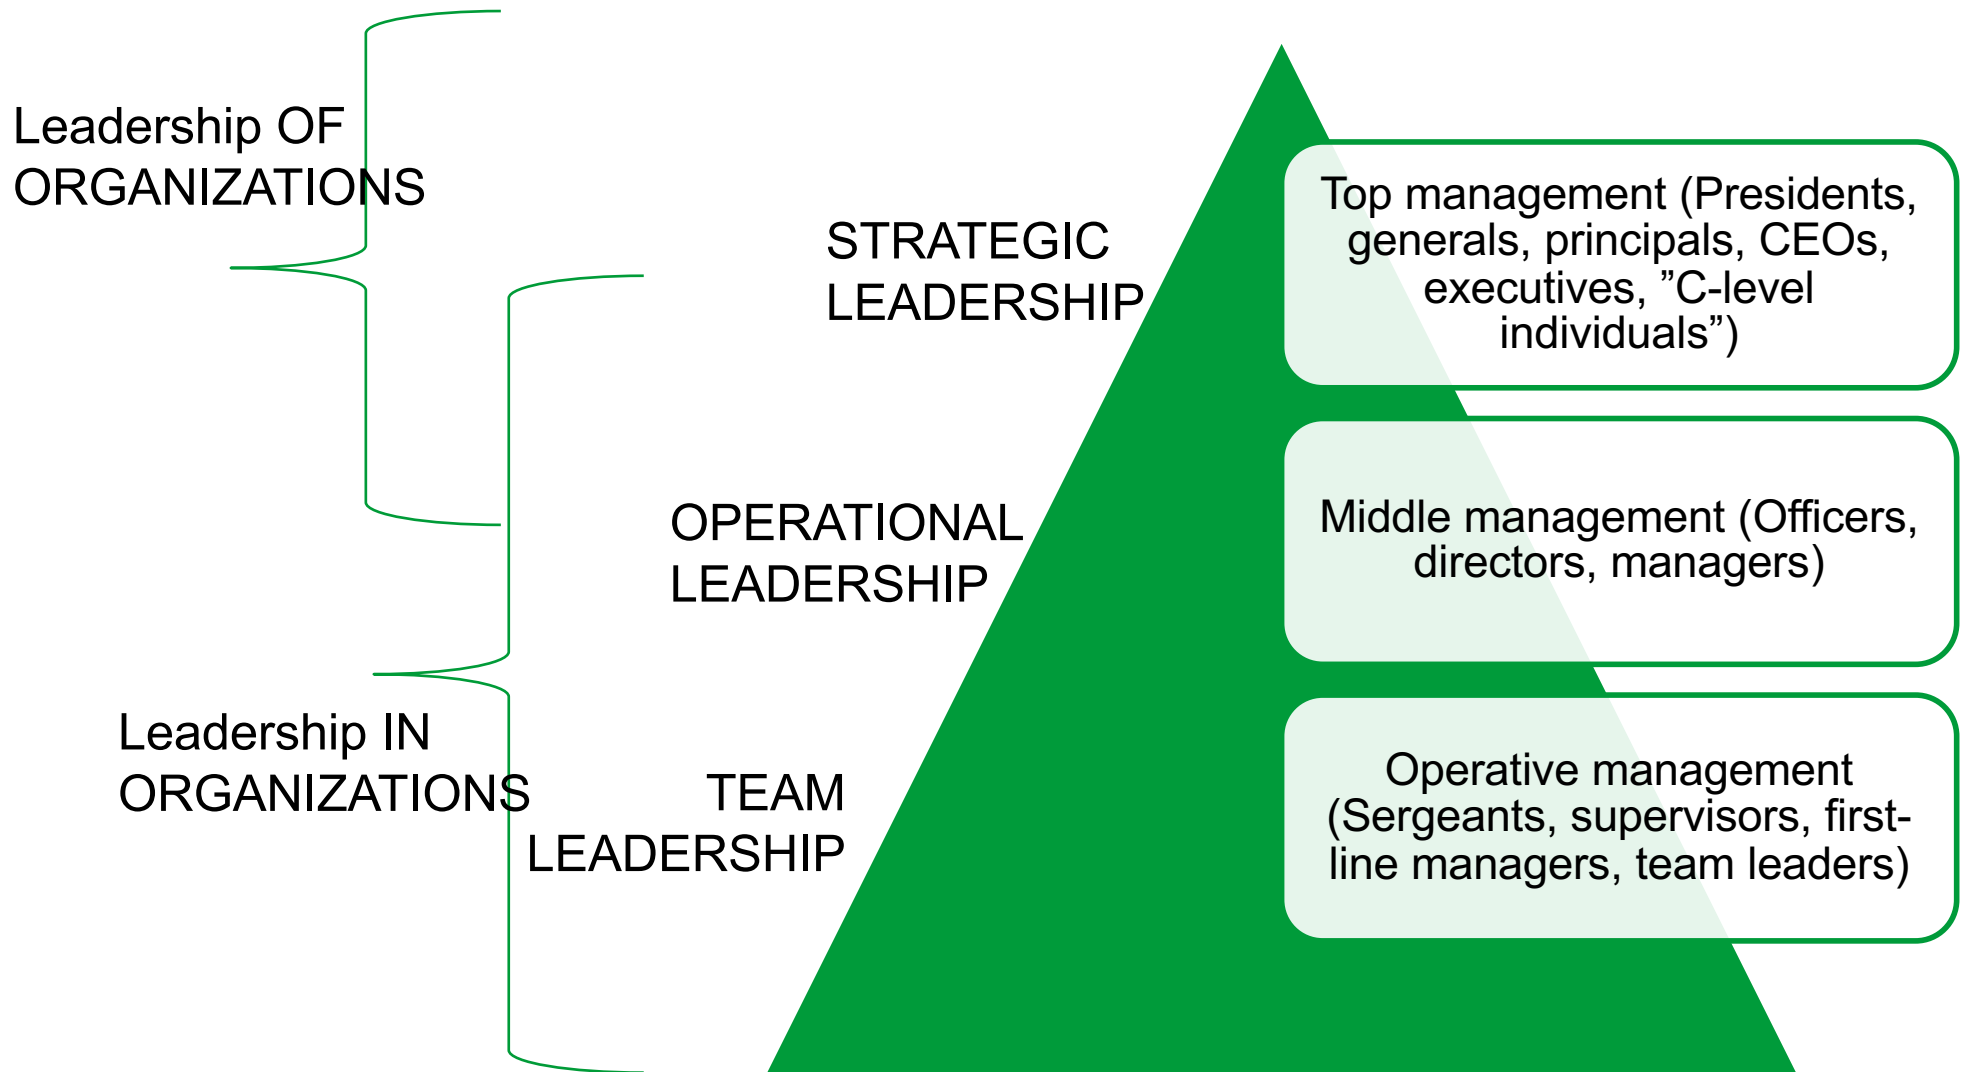 Leadership OF
ORGANIZATIONS
STRATEGIC
LEADERSHIP
Top management (Presidents,
generals, principals, CEOs,
executives, ”C-level
individuals”)
OPERATIONAL
LEADERSHIP
Middle management (Officers,
directors, managers)
Leadership IN
ORGANIZATIONS
TEAM
LEADERSHIP
Operative management
(Sergeants, supervisors, first-
line managers, team leaders)